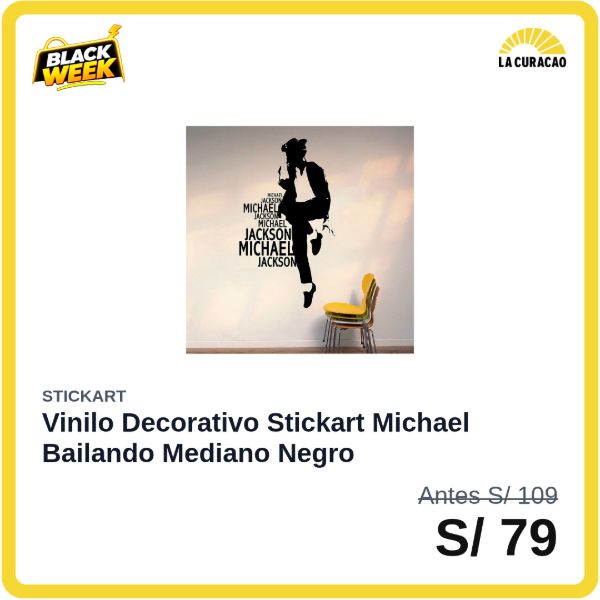 BLACK
WEEK
LA CURACAO
MICHAEL
JACKSON
MICHAEL
JACKSON
MICHAEL
JACKSON
MICHAEL
JACKSON
STICKART
Vinilo Decorativo Stickart Michael
Bailando Mediano Negro
Antes S/ 109
S/ 79